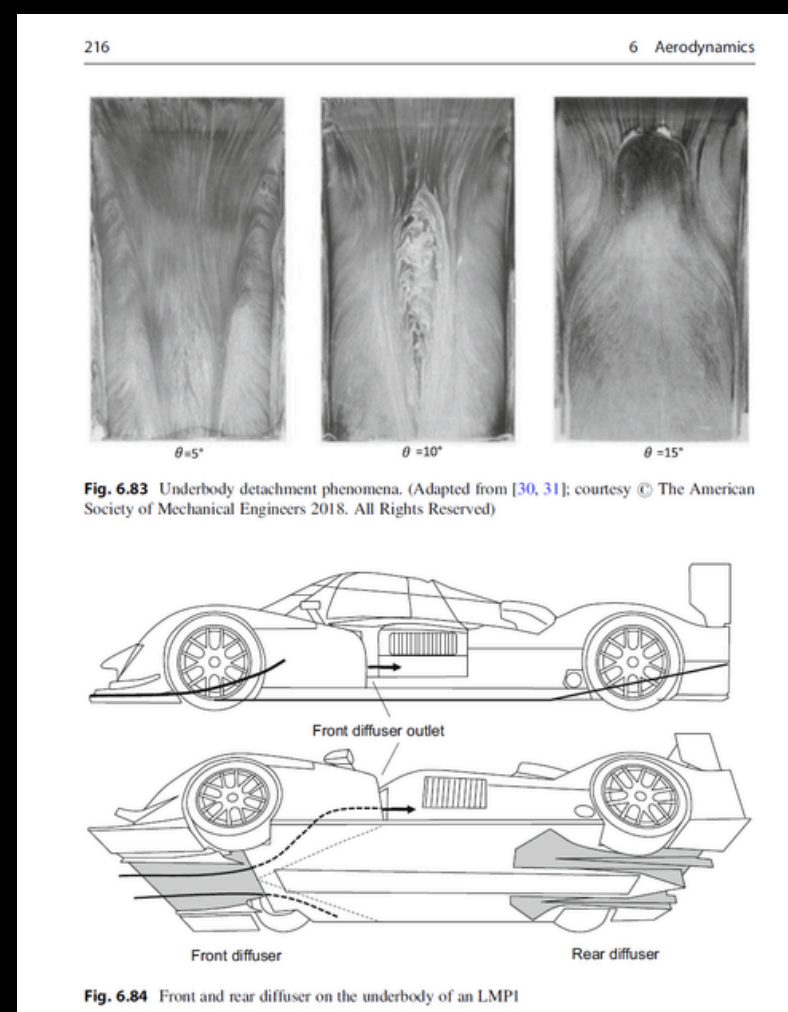 216
6 Aerodynamics
θ=5°
θ =10°
θ =15°
Fig. 6.83 Underbody detachment phenomena. (Adapted from [30, 31]; courtesy © The American
Society of Mechanical Engineers 2018. All Rights Reserved)
Front diffuser outlet
Front diffuser
Rear diffuser
Fig. 6.84 Front and rear diffuser on the underbody of an LMP1